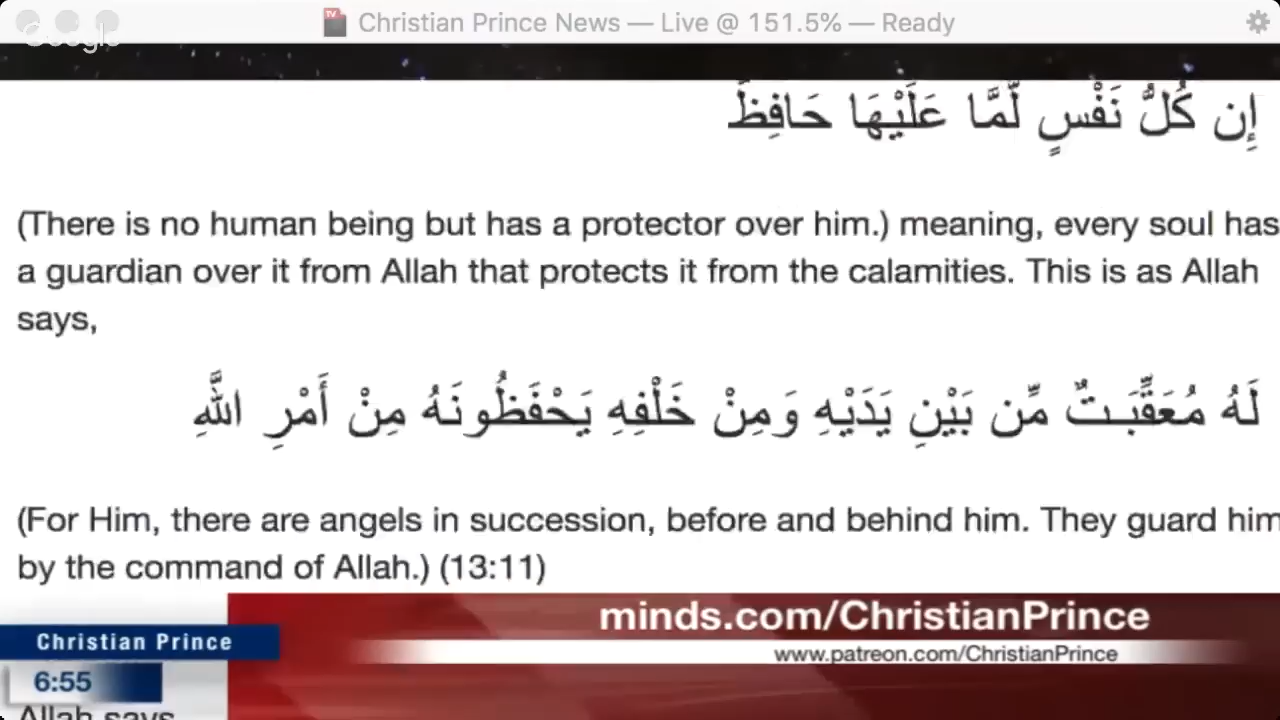 Christian Prince News — Live @ 151.5% — Ready
Google
إِن كُلُّ نَفْسٍ لَّمَّا عَلَيْهَا حَافِظٌ
(There is no human being but has a protector over him.) meaning, every soul has
a guardian over it from Allah that protects it from the calamities. This is as Allah
says,
لَهُ مُعَقِّبَـتٌ مِّن بَيْنِ يَدَيْهِ وَمِنْ خَلْفِهِ يَحْفَظُونَهُ مِنْ أَمْرِ اللَّهِ
(For Him, there are angels in succession, before and behind him. They guard him
by the command of Allah.) (13:11)
minds.com/ChristianPrince
Christian Prince
www.patreon.com/ChristianPrince
6:55
Allah says